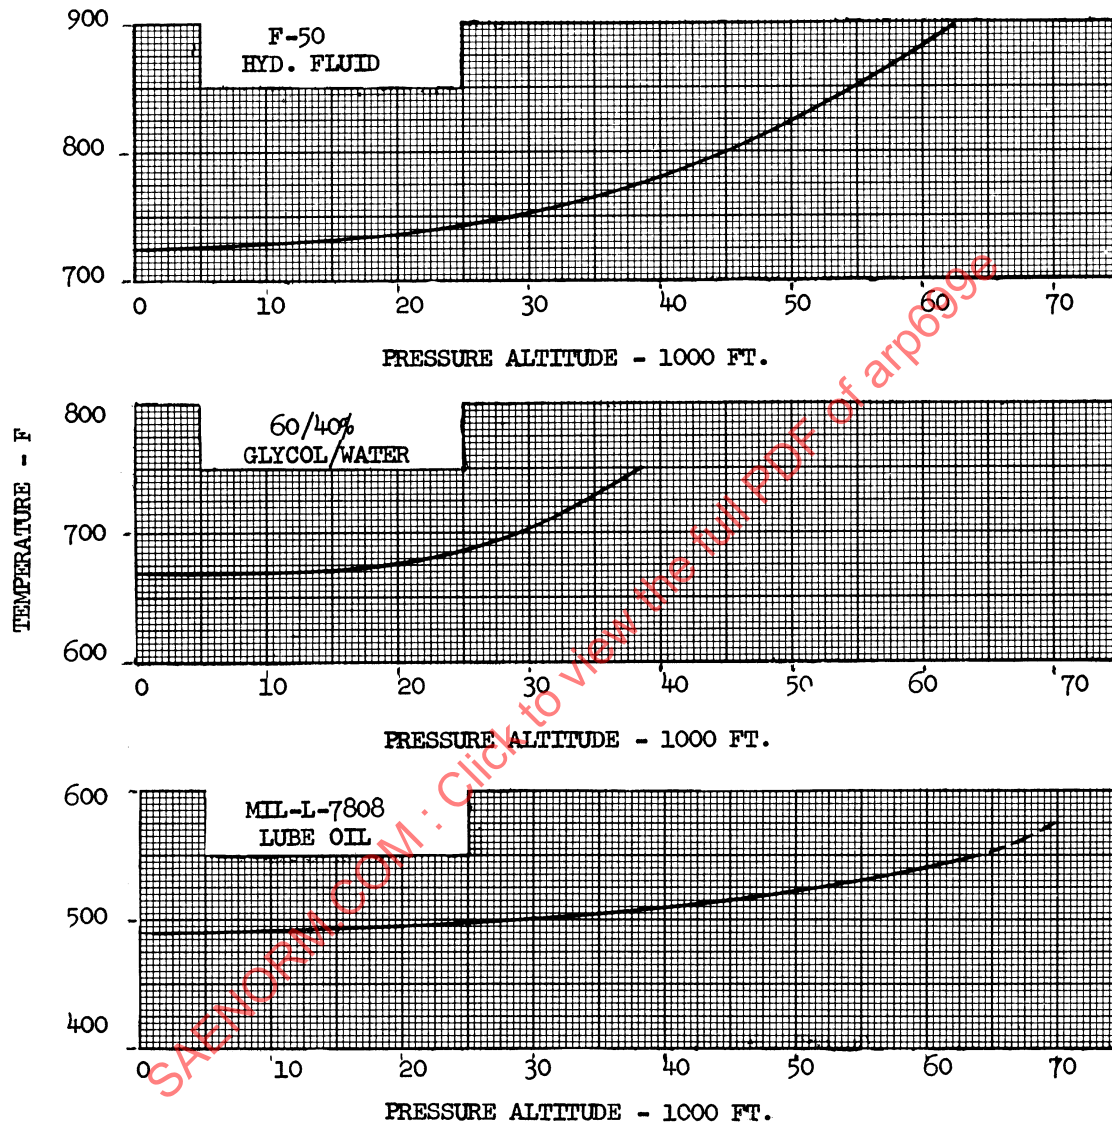 900
F-50
HYD. FLUID
800
700
0 10 20 30 40 50 60 70
PRESSURE ALTITUDE - 1000 FT.
TEMPERATURE - F
800
60/40%
GLYCOL/WATER
700
600
0 10 20 30 40 50 60 70
PRESSURE ALTITUDE - 1000 FT.
600
MIL-L-7808
LUBE OIL
500
400
0 10 20 30 40 50 60 70
PRESSURE ALTITUDE - 1000 FT.
SAENORM.COM : Click to view the full PDF of arp699e